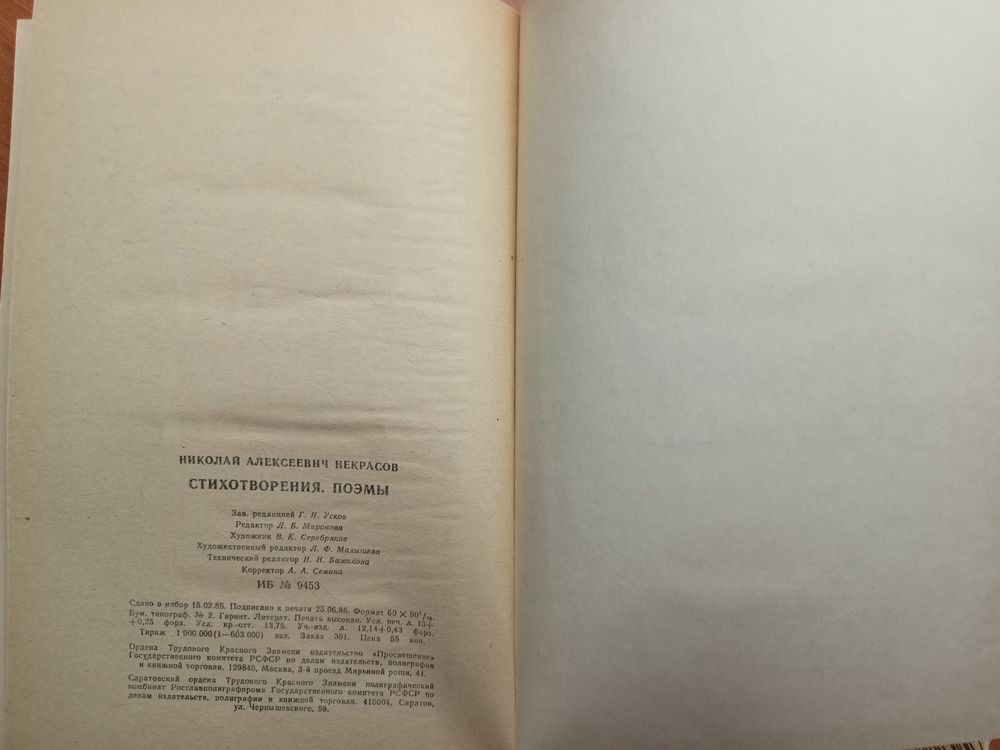 НИКОЛАЙ АЛЕКСЕЕВИЧ НЕКРАСОВ
СТИХОТВОРЕНИЯ. ПОЭМЫ
Зав. редакцией Г. Н. Усков
Редактор Л. Б. Миронова
Художник В. К. Серебряков
Художественный редактор Л. Ф. Малышева
Технический редактор Н. Н. Бажанова
Корректор А. А. Семина
ИБ № 9453
Сдано в набор 15.02.86. Подписано к печати 25.06.86. Формат 60 × 90¹/₁₆.
Бум. типограф. № 2. Гарнит. Литерат. Печать высокая. Усл. печ. л. 13+
+0,25 форз. Усл. кр.-отт. 13,75. Уч.-изд. л. 12,14+0,43 форз.
Тираж 1 000 000 (1—603 000) экз. Заказ 301. Цена 55 коп.
Ордена Трудового Красного Знамени издательство «Просвещение»
Государственного комитета РСФСР по делам издательств, полиграфии
и книжной торговли. 129846, Москва, 3-й проезд Марьиной рощи, 41.
Саратовский ордена Трудового Красного Знамени полиграфический
комбинат Росглавполиграфпрома Государственного комитета РСФСР по
делам издательств, полиграфии и книжной торговли. 410004, Саратов,
ул. Чернышевского, 59.